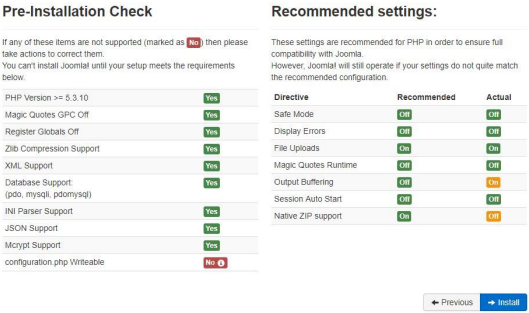 Pre-Installation Check
If any of these items are not supported (marked as No) then please
take actions to correct them.
You can't install Joomla! until your setup meets the requirements
below.
PHP Version >= 5.3.10 Yes
Magic Quotes GPC Off Yes
Register Globals Off Yes
Zlib Compression Support Yes
XML Support Yes
Database Support: Yes
(pdo, mysqli, pdomysql)
INI Parser Support Yes
JSON Support Yes
Mcrypt Support Yes
configuration.php Writeable No
Recommended settings:
These settings are recommended for PHP in order to ensure full
compatibility with Joomla.
However, Joomla! will still operate if your settings do not quite match
the recommended configuration.
Directive Recommended Actual
Safe Mode Off Off
Display Errors Off Off
File Uploads On On
Magic Quotes Runtime Off Off
Output Buffering Off On
Session Auto Start Off Off
Native ZIP support On Off
Previous Install